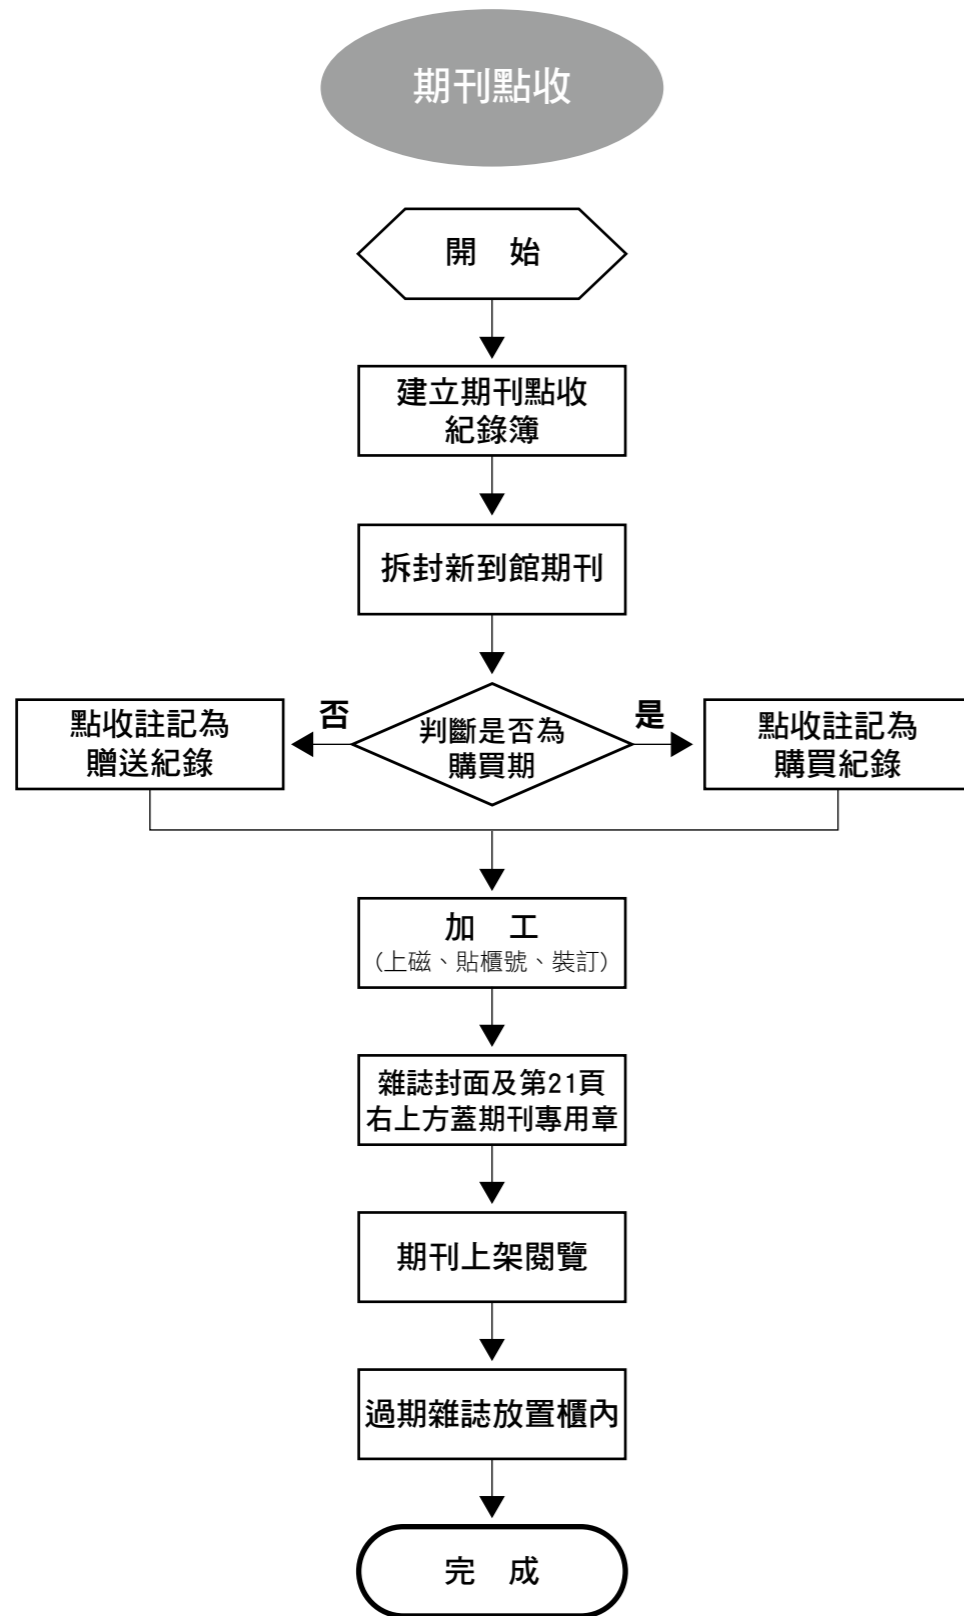 期刊點收
開　始
建立期刊點收
紀錄簿
拆封新到館期刊
判斷是否為
購買期
否
是
點收註記為
贈送紀錄
點收註記為
購買紀錄
加　工
(上磁、貼櫃號、裝訂)
雜誌封面及第21頁
右上方蓋期刊專用章
期刊上架閱覽
過期雜誌放置櫃內
完　成